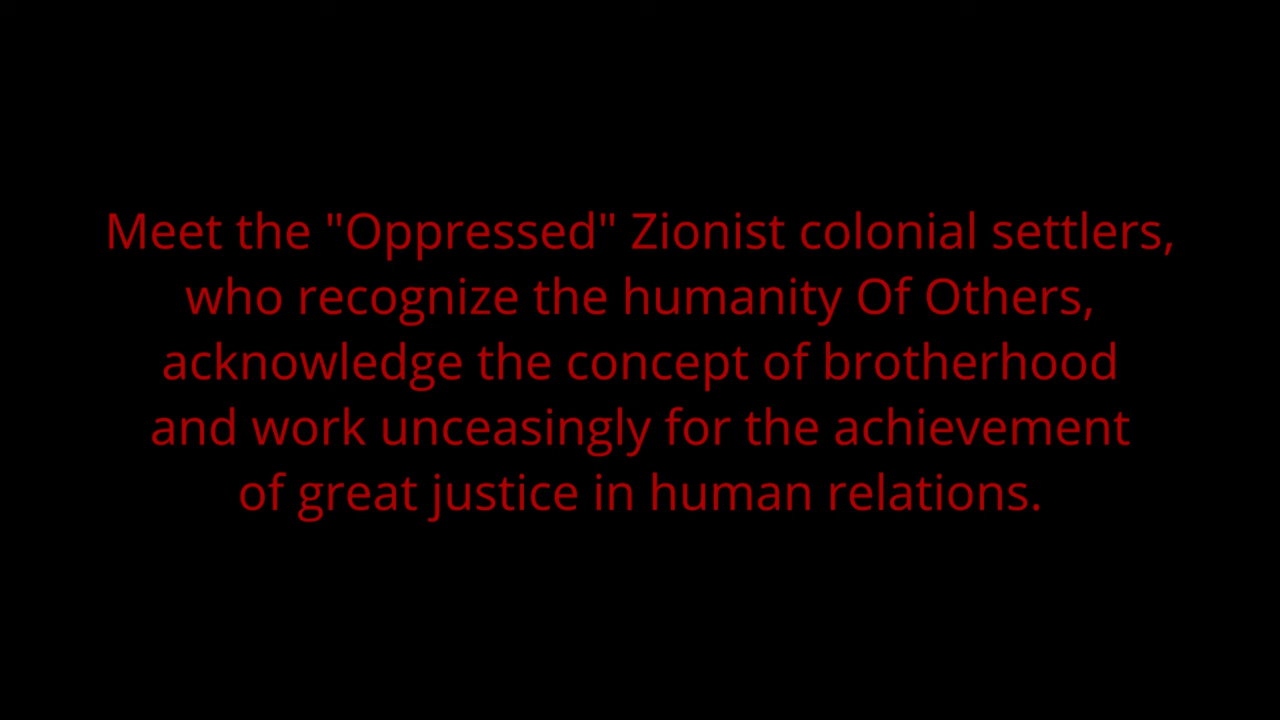 Meet the "Oppressed" Zionist colonial settlers,
who recognize the humanity Of Others,
acknowledge the concept of brotherhood
and work unceasingly for the achievement
of great justice in human relations.